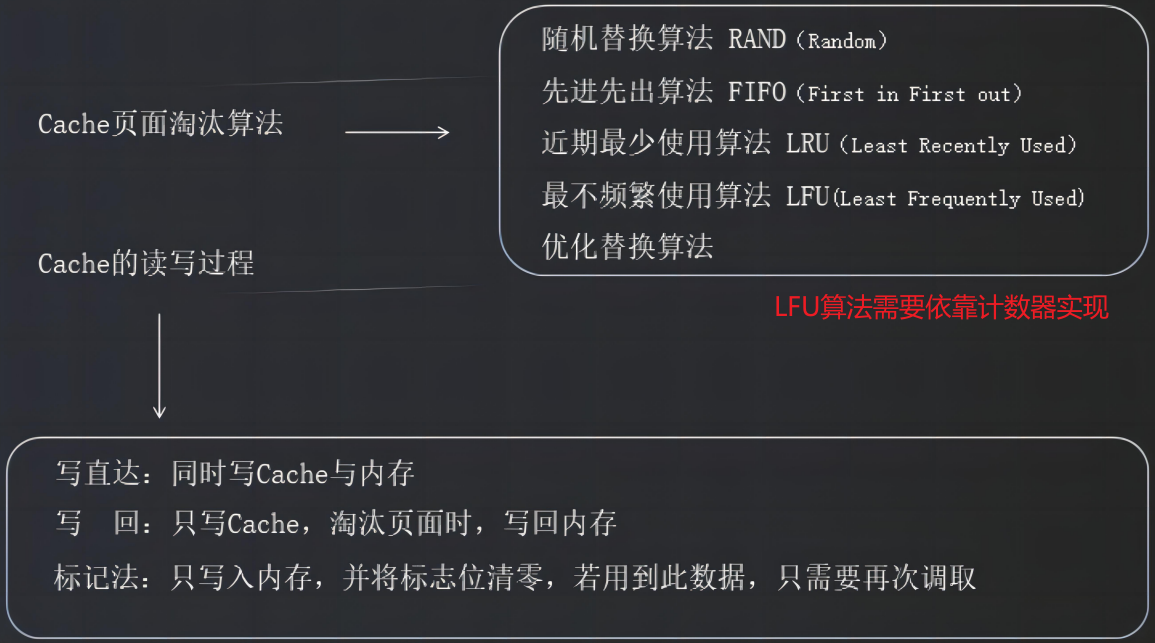 Cache页面淘汰算法
随机替换算法 RAND（Random）
先进先出算法 FIFO（First in First out）
近期最少使用算法 LRU（Least Recently Used）
最不频繁使用算法 LFU(Least Frequently Used)
优化替换算法
LFU算法需要依靠计数器实现
Cache的读写过程
写直达：同时写Cache与内存
写 回：只写Cache，淘汰页面时，写回内存
标记法：只写入内存，并将标志位清零，若用到此数据，只需要再次调取